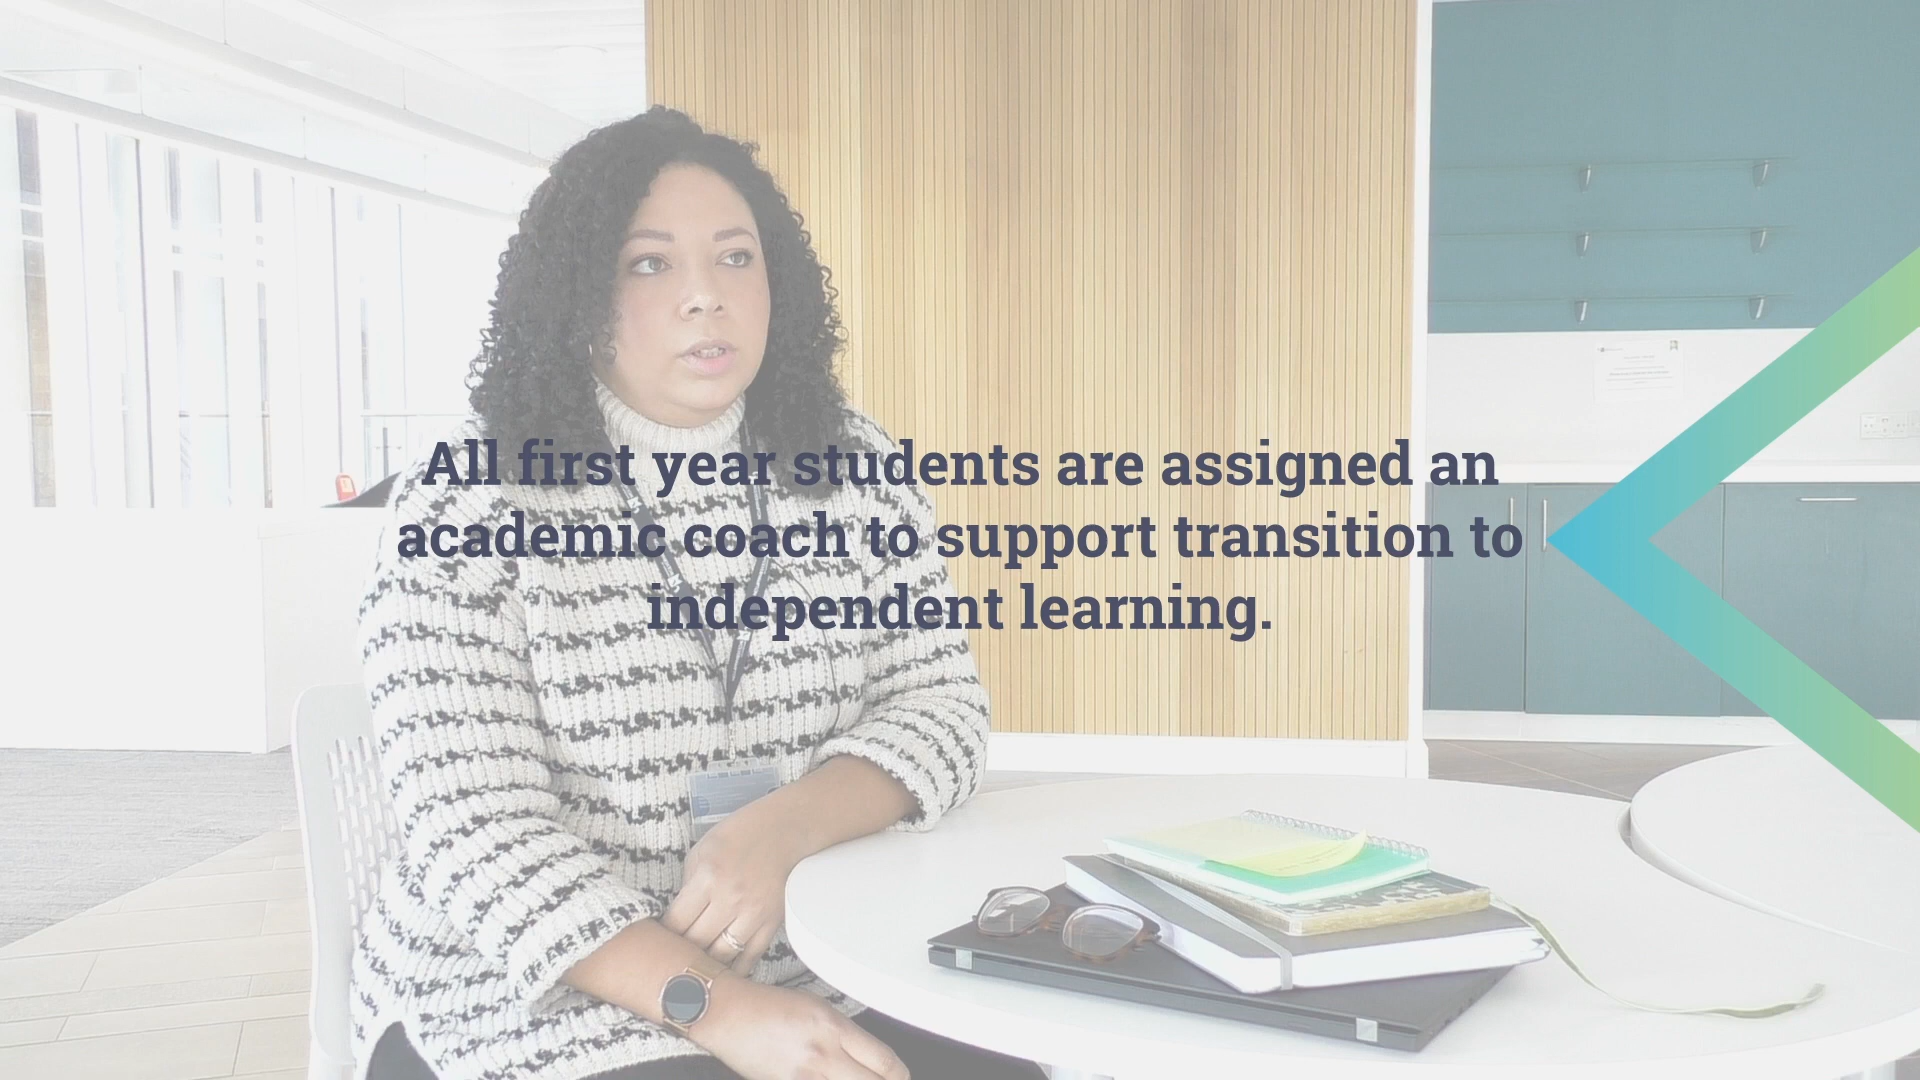 All first year students are assigned an
academic coach to support transition to
independent learning.